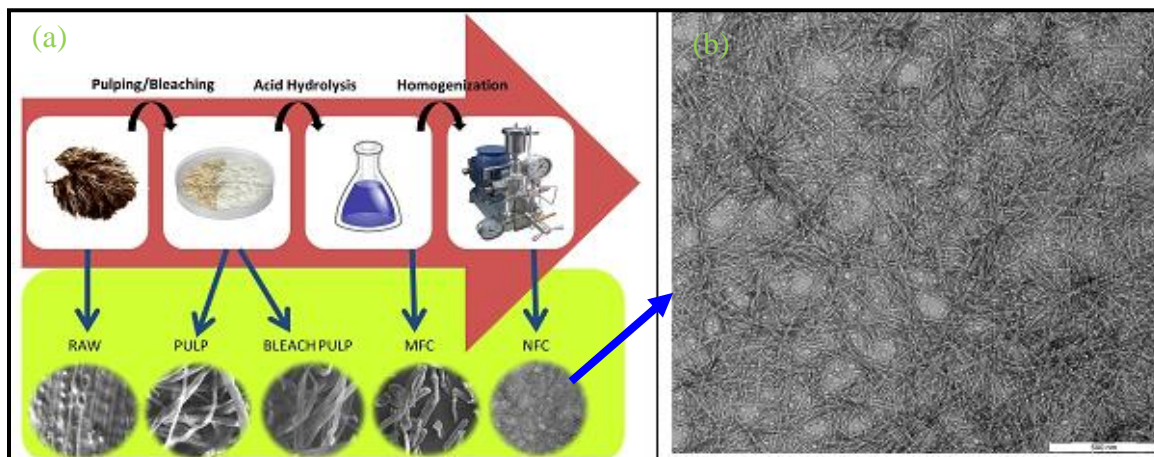 (a)
Pulping/Bleaching Acid Hydrolysis Homogenization
RAW PULP BLEACH PULP MFC NFC
(b)